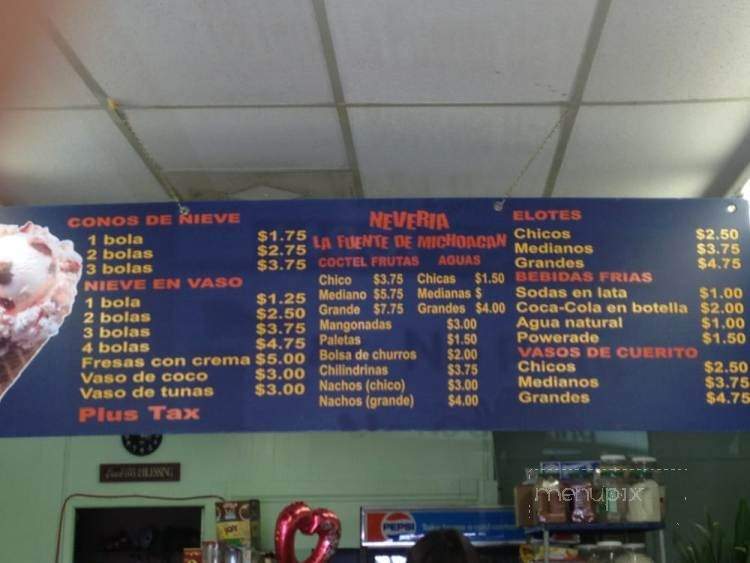 CONOS DE NIEVE
1 bola $1.75
2 bolas $2.75
3 bolas $3.75
NIEVE EN VASO
1 bola $1.25
2 bolas $2.50
3 bolas $3.75
4 bolas $4.75
Fresas con crema $5.00
Vaso de coco $3.00
Vaso de tunas $3.00
Plus Tax
NEVERIA
LA FUENTE DE MICHOACAN
COCTEL FRUTAS AGUAS
Chico $3.75 Chicas $1.50
Mediano $5.75 Medianas $
Grande $7.75 Grandes $4.00
Mangonadas $3.00
Paletas $1.50
Bolsa de churros $2.00
Chilindrinas $3.75
Nachos (chico) $3.00
Nachos (grande) $4.00
ELOTES
Chicos $2.50
Medianos $3.75
Grandes $4.75
BEBIDAS FRIAS
Sodas en lata $1.00
Coca-Cola en botella $2.00
Agua natural $1.00
Powerade $1.50
VASOS DE CUERITO
Chicos $2.50
Medianos $3.75
Grandes $4.75
BLESSING
PEPSI
menupix